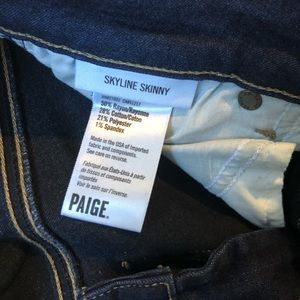 SKYLINE SKINNY
50% Rayon/Rayonne
28% Cotton/Coton
21% Polyester
1% Spandex
Made in the USA of imported
fabric and components.
See care on reverse.
Fabriqué aux États-Unis à partir
de tissus et composants
importés
Voir le soin sur l'inverse.
PAIGE.